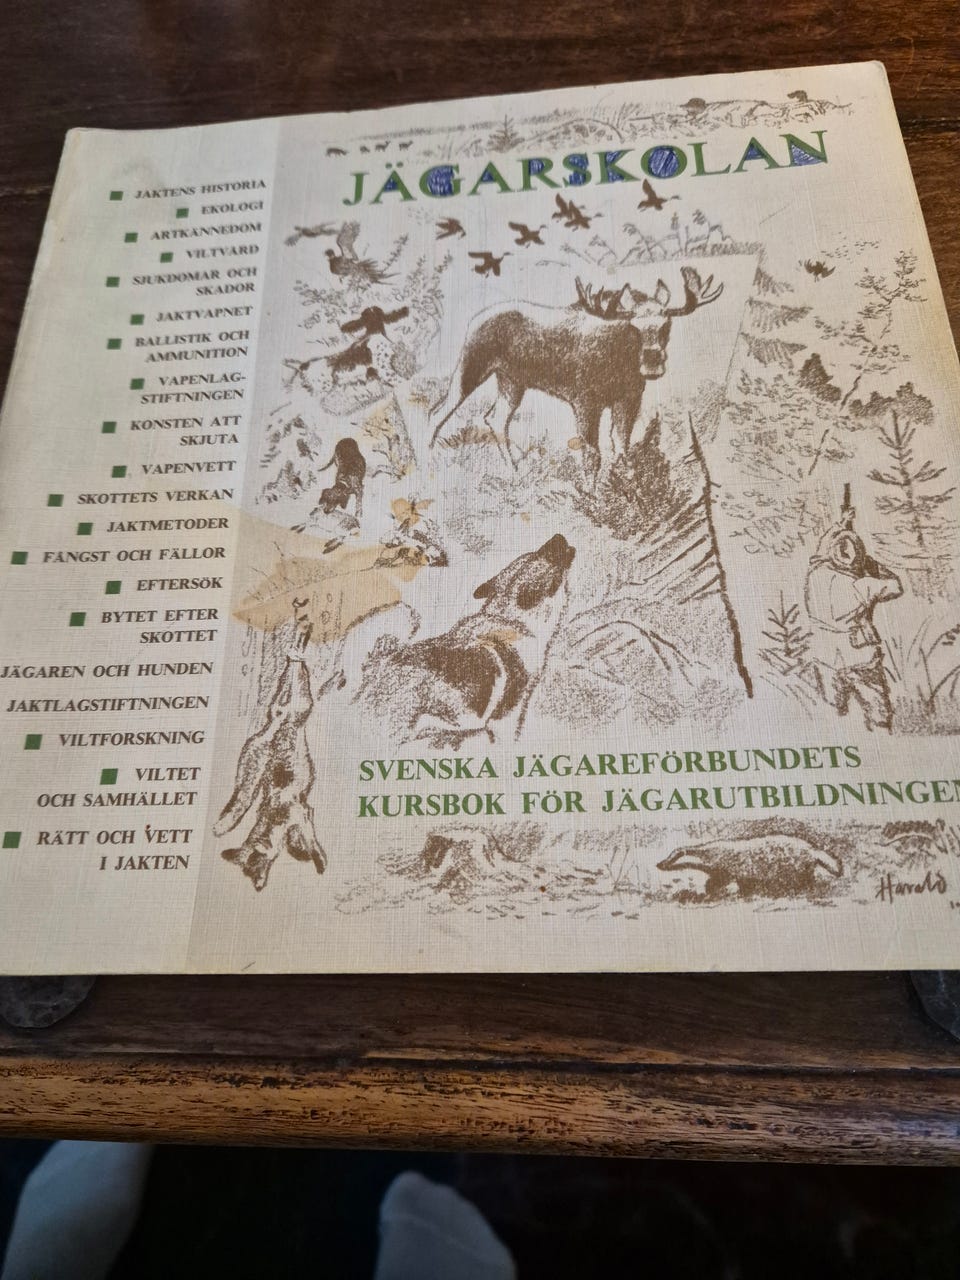 JÄGARSKOLAN
JAKTENS HISTORIA
EKOLOGI
ARTKÄNNEDOM
VILTVÅRD
SJUKDOMAR OCH
SKADOR
JAKTVAPNET
BALLISTIK OCH
AMMUNITION
VAPENLAG-
STIFTNINGEN
KONSTEN ATT
SKJUTA
VAPENVETT
SKOTTETS VERKAN
JAKTMETODER
FÅNGST OCH FÄLLOR
EFTERSÖK
BYTET EFTER
SKOTTET
JÄGAREN OCH HUNDEN
JAKTLAGSTIFTNINGEN
VILTFORSKNING
VILTET
OCH SAMHÄLLET
RÄTT OCH VETT
I JAKTEN
SVENSKA JÄGAREFÖRBUNDETS
KURSBOK FÖR JÄGARUTBILDNINGEN
Harald